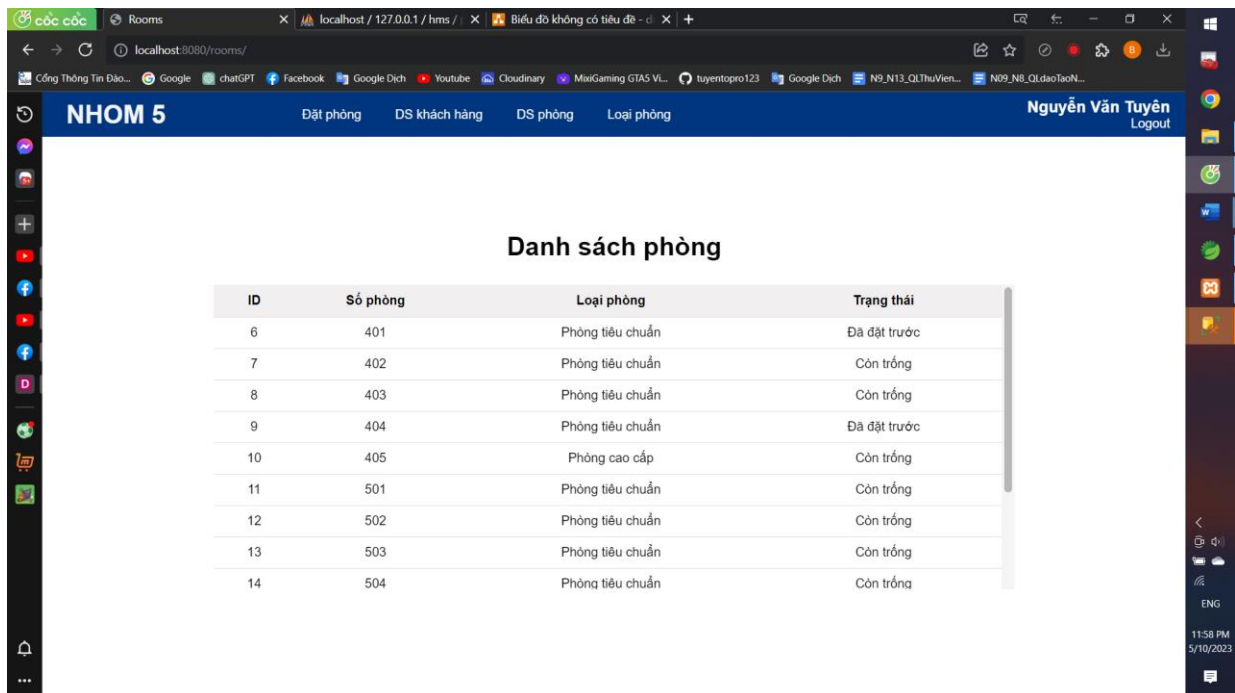 cốc cốc Rooms localhost / 127.0.0.1 / hms / Biểu đồ không có tiêu đề - d
localhost:8080/rooms/
Cổng Thông Tin Đào... Google chatGPT Facebook Google Dịch Youtube Cloudinary MixiGaming GTA5 Vi... tuyentopro123 Google Dịch N9_N13_QLThuVien... N09_N8_QLdaoTaoN...
NHOM 5 Đặt phòng DS khách hàng DS phòng Loại phòng Nguyễn Văn Tuyên
Logout
Danh sách phòng
ID Số phòng Loại phòng Trạng thái
6 401 Phòng tiêu chuẩn Đã đặt trước
7 402 Phòng tiêu chuẩn Còn trống
8 403 Phòng tiêu chuẩn Còn trống
9 404 Phòng tiêu chuẩn Đã đặt trước
10 405 Phòng cao cấp Còn trống
11 501 Phòng tiêu chuẩn Còn trống
12 502 Phòng tiêu chuẩn Còn trống
13 503 Phòng tiêu chuẩn Còn trống
14 504 Phòng tiêu chuẩn Còn trống
ENG
11:58 PM
5/10/2023